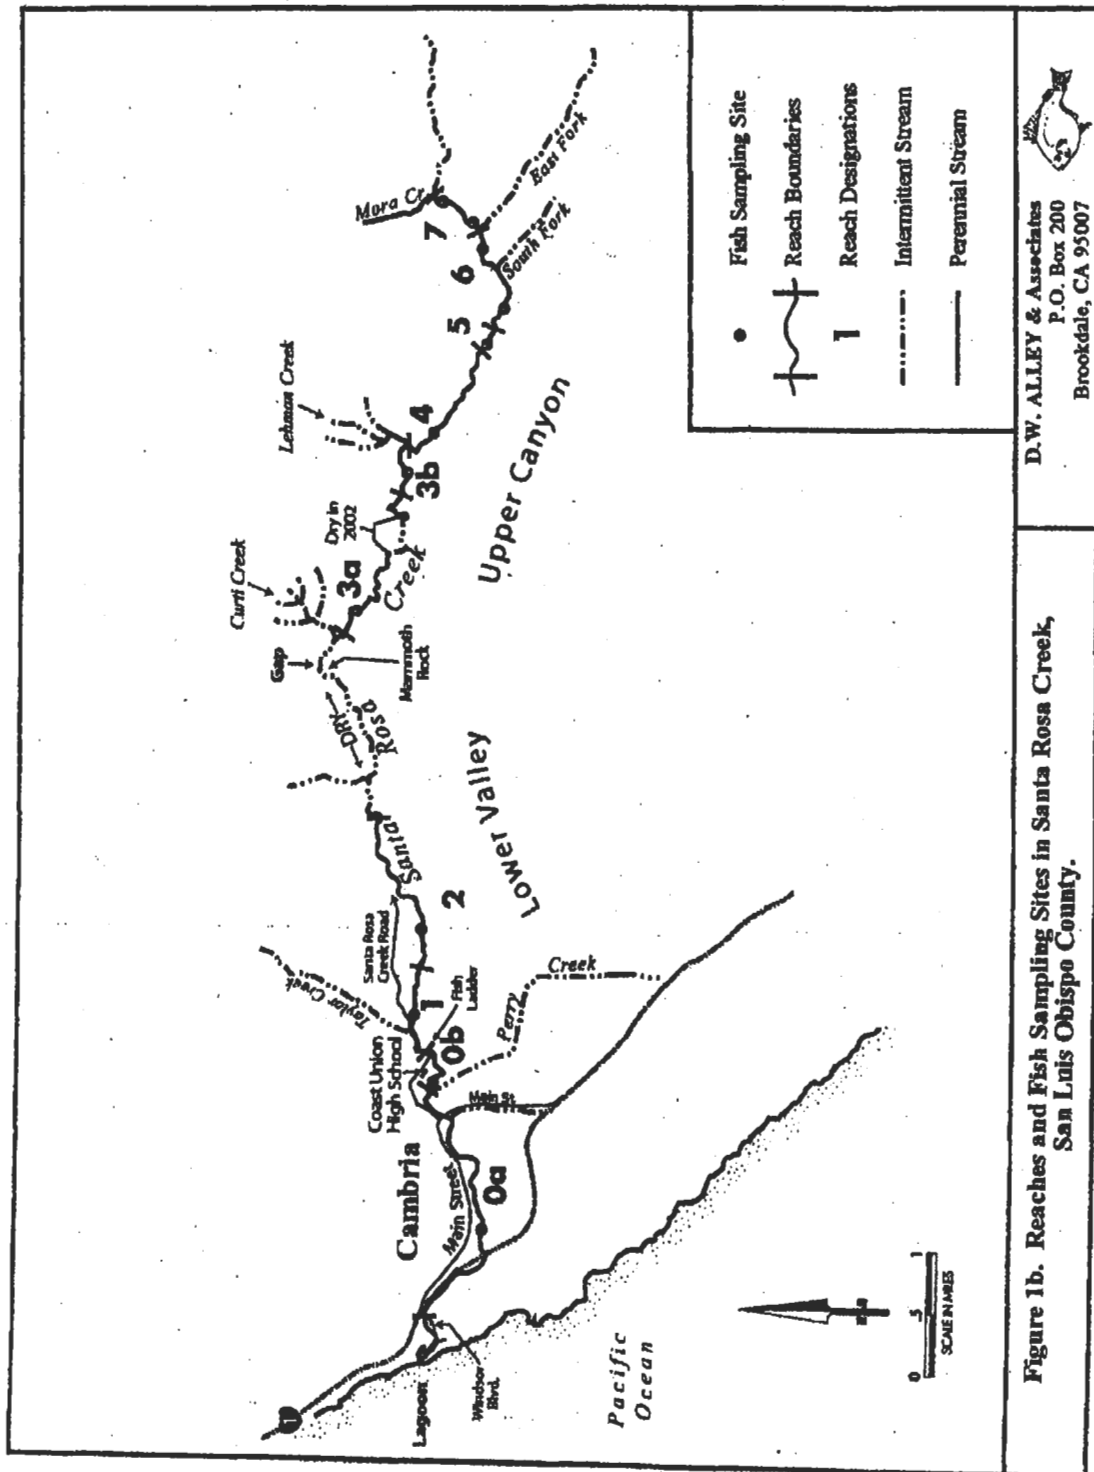 Mora Cr.
7
East Fork
6
South Fork
5
Lehman Creek
4
3b
Dry in
2002
Curti Creek
3a
Creek
Upper Canyon
Gap
Mammoth
Rock
DRY
Rosa
Santa
Lower Valley
2
Santa Rosa
Creek Road
Taylor Creek
1
Fish
Ladder
0b
Coast Union
High School
Perry
Creek
Cambria
Main Street
0a
Lagoon
Windsor
Blvd.
1
Pacific
Ocean
0 .5 1
SCALE IN MILES
Fish Sampling Site
Reach Boundaries
1 Reach Designations
Intermittent Stream
Perennial Stream
Figure 1b. Reaches and Fish Sampling Sites in Santa Rosa Creek,
San Luis Obispo County.
D.W. ALLEY & Associates
P.O. Box 200
Brookdale, CA 95007